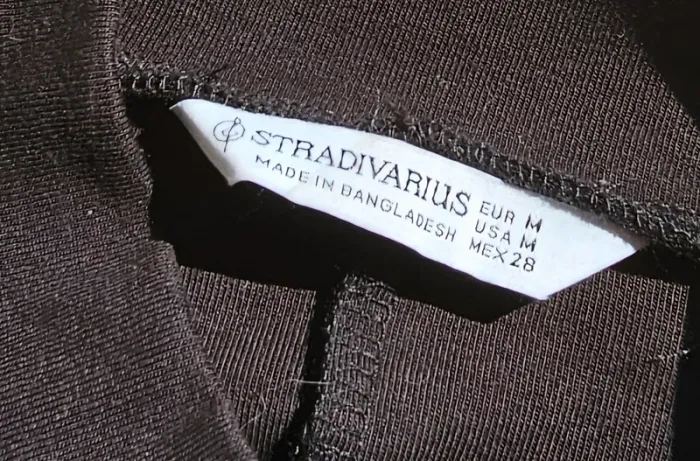 STRADIVARIUS
MADE IN BANGLADESH
EUR M
USA M
MEX 28